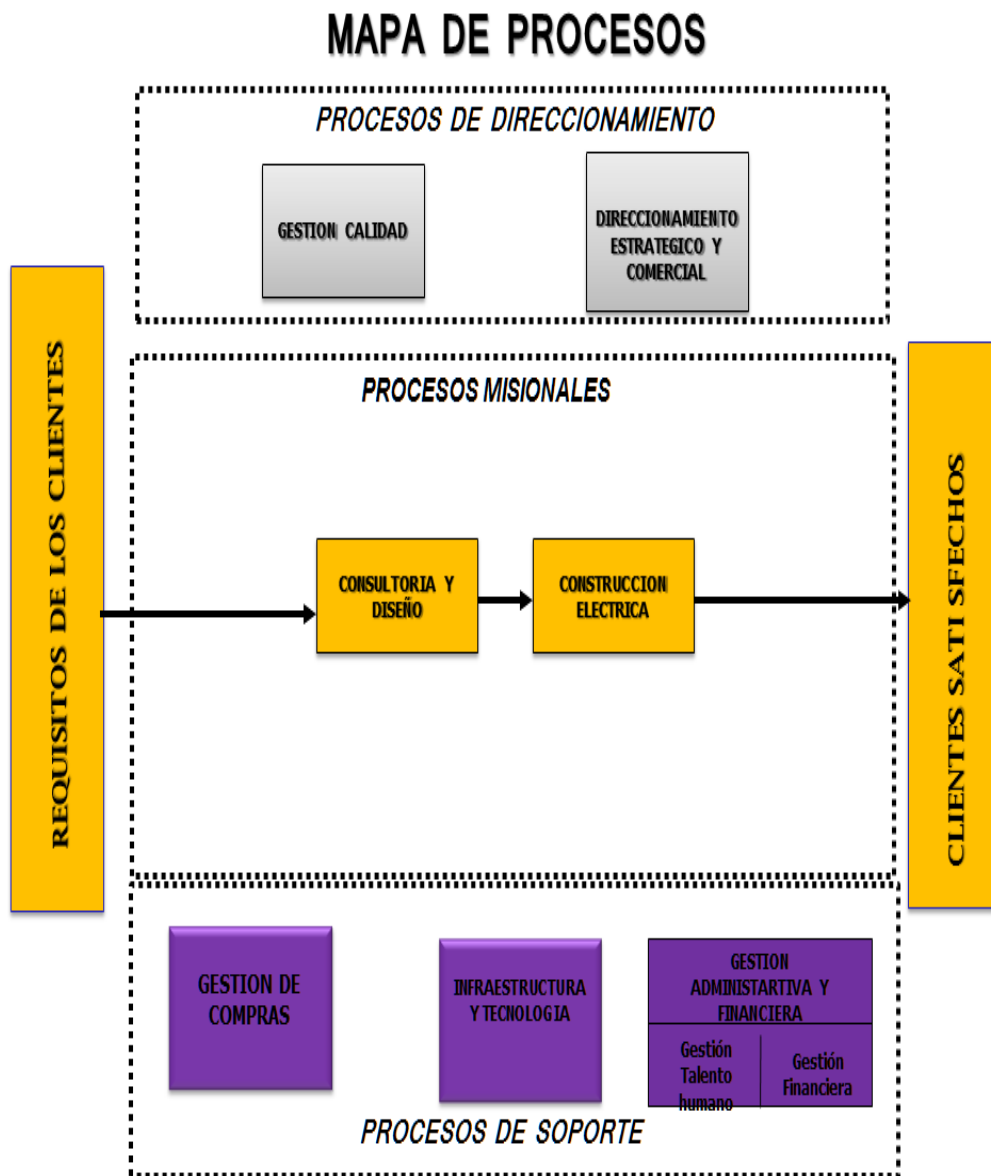 MAPA DE PROCESOS
PROCESOS DE DIRECCIONAMIENTO
GESTION CALIDAD
DIRECCIONAMIENTO
ESTRATEGICO Y
COMERCIAL
REQUISITOS DE LOS CLIENTES
PROCESOS MISIONALES
CONSULTORIA Y
DISEÑO
CONSTRUCCION
ELECTRICA
CLIENTES SATI SFECHOS
GESTION DE
COMPRAS
INFRAESTRUCTURA
Y TECNOLOGIA
GESTION
ADMINISTARTIVA Y
FINANCIERA
Gestión
Talento
humano
Gestión
Financiera
PROCESOS DE SOPORTE